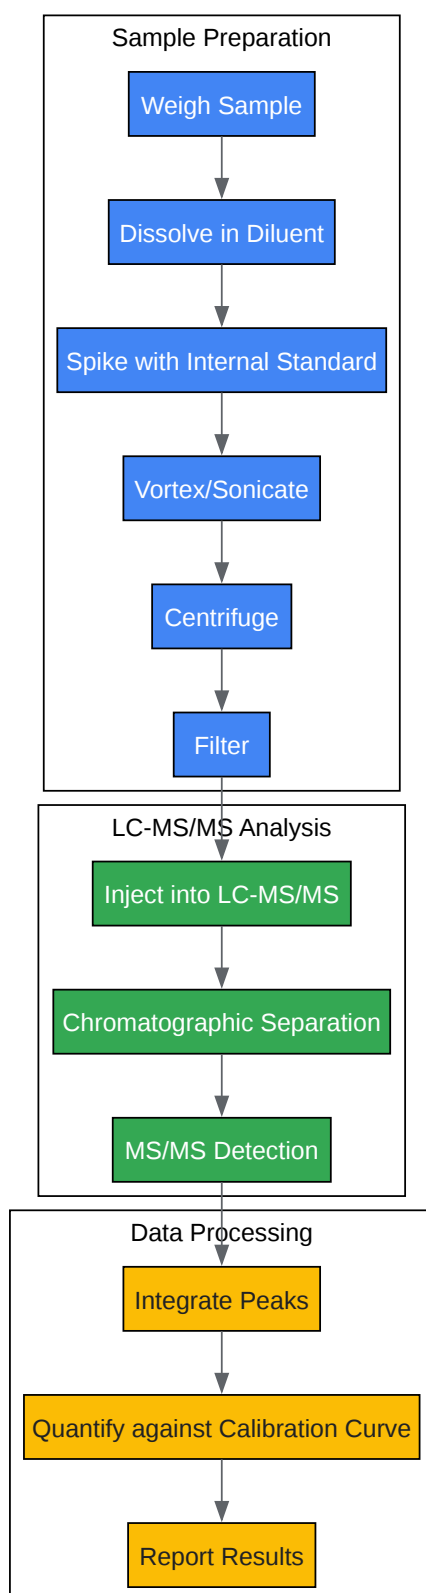 Sample Preparation
Weigh Sample
Dissolve in Diluent
Spike with Internal Standard
Vortex/Sonicate
Centrifuge
Filter
LC-MS/MS Analysis
Inject into LC-MS/MS
Chromatographic Separation
MS/MS Detection
Data Processing
Integrate Peaks
Quantify against Calibration Curve
Report Results